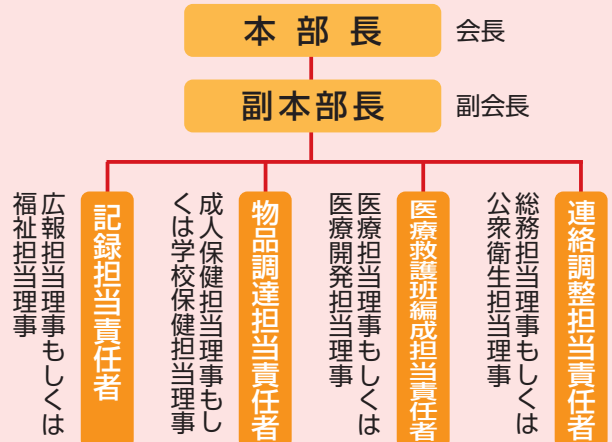 本部長
会長
副本部長
副会長
連絡調整担当責任者
総務担当理事もしくは
公衆衛生担当理事
医療救護班編成担当責任者
医療担当理事もしくは
医療開発担当理事
物品調達担当責任者
成人保健担当理事もし
くは学校保健担当理事
記録担当責任者
広報担当理事もしくは
福祉担当理事